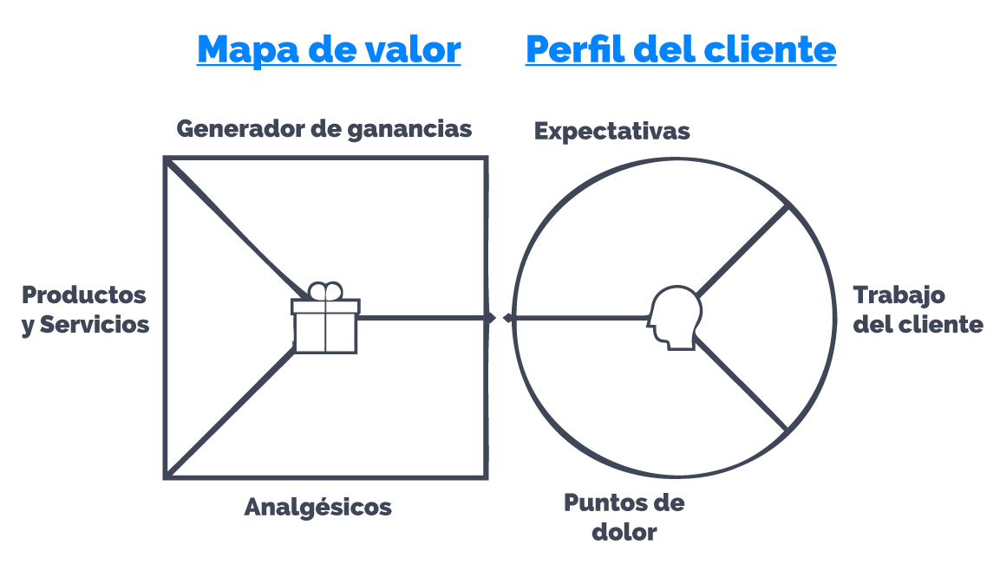 Mapa de valor
Perfil del cliente
Generador de ganancias
Expectativas
Productos
y Servicios
Trabajo
del cliente
Analgésicos
Puntos de
dolor